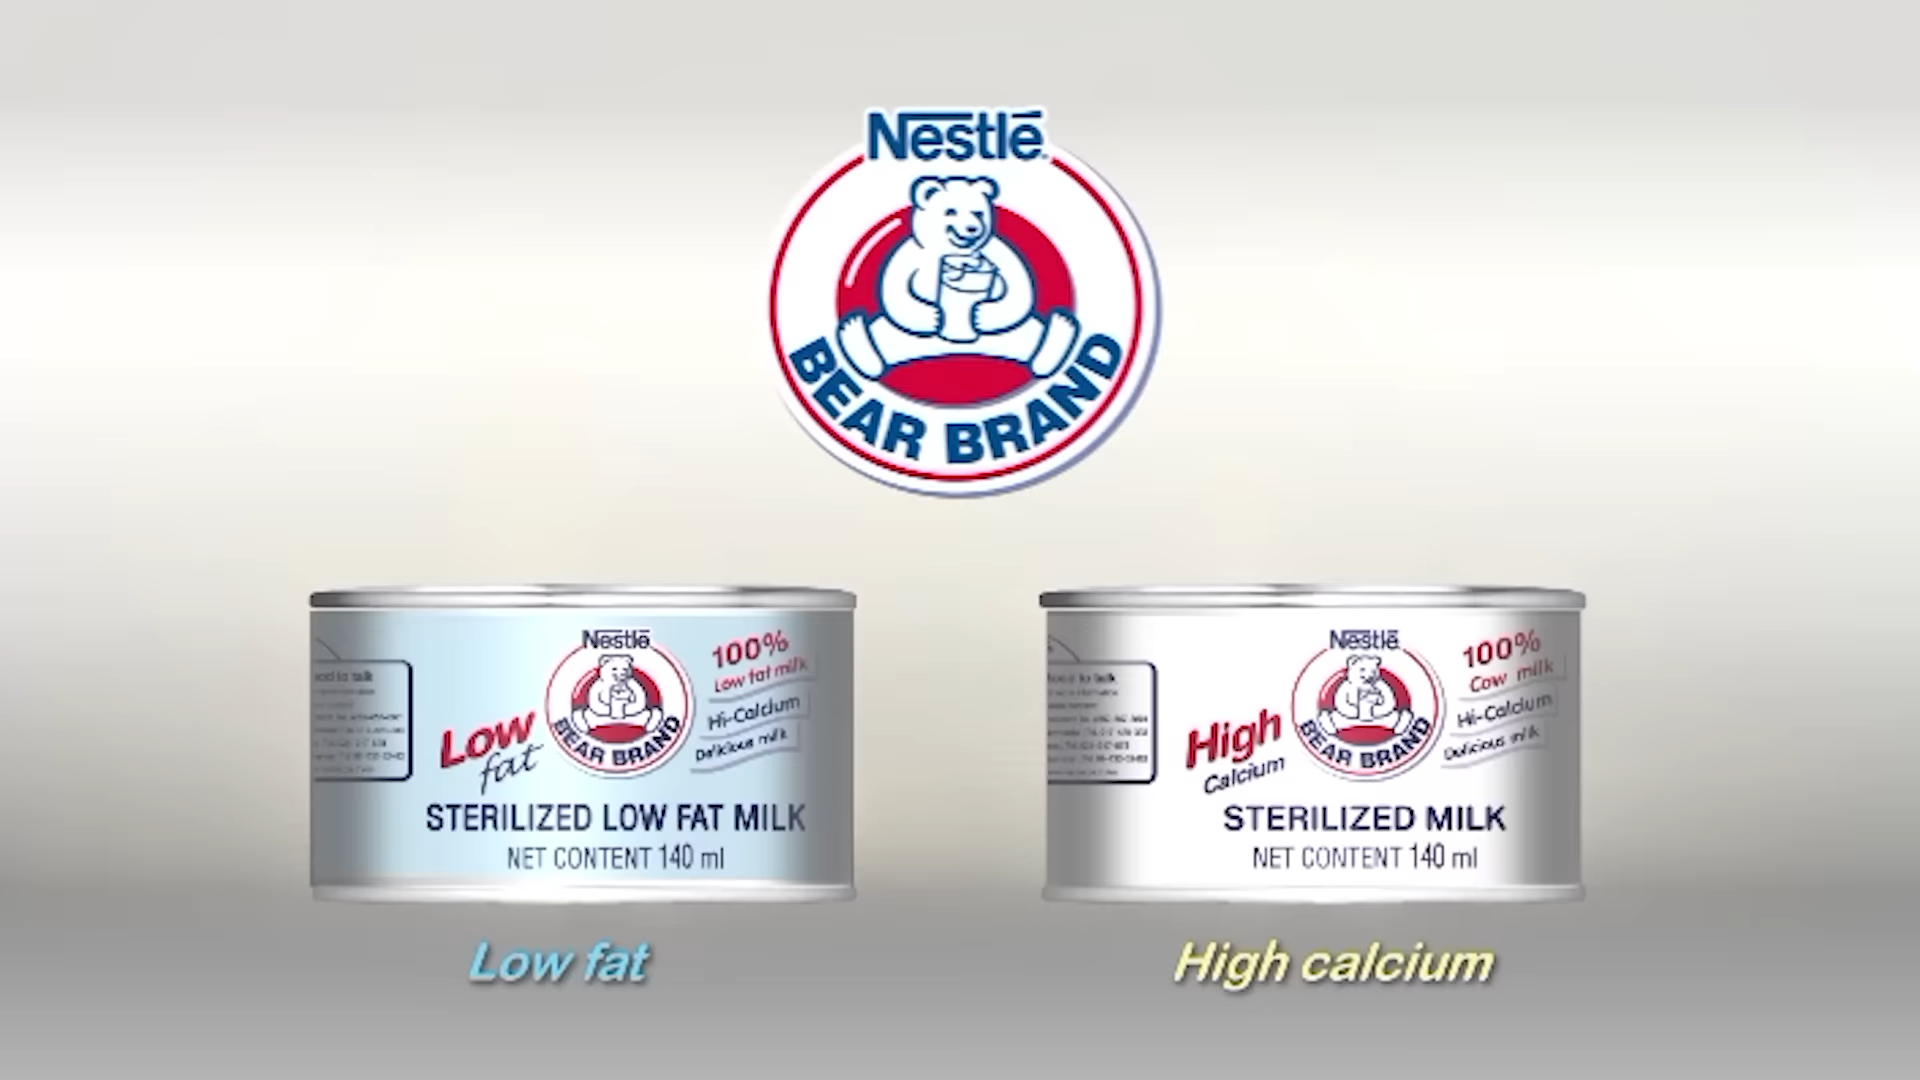 Nestlé
BEAR BRAND
Nestlé
BEAR BRAND
Low
fat
100%
Low fat milk
Hi-Calcium
Delicious milk
STERILIZED LOW FAT MILK
NET CONTENT 140 ml
Nestlé
BEAR BRAND
High
Calcium
100%
Cow milk
Hi-Calcium
Delicious milk
STERILIZED MILK
NET CONTENT 140 ml
Low fat
High calcium